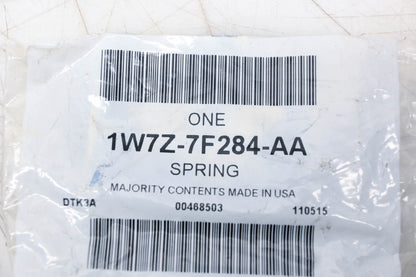 ONE
1W7Z-7F284-AA
SPRING
MAJORITY CONTENTS MADE IN USA
DTK3A 00468503 110515